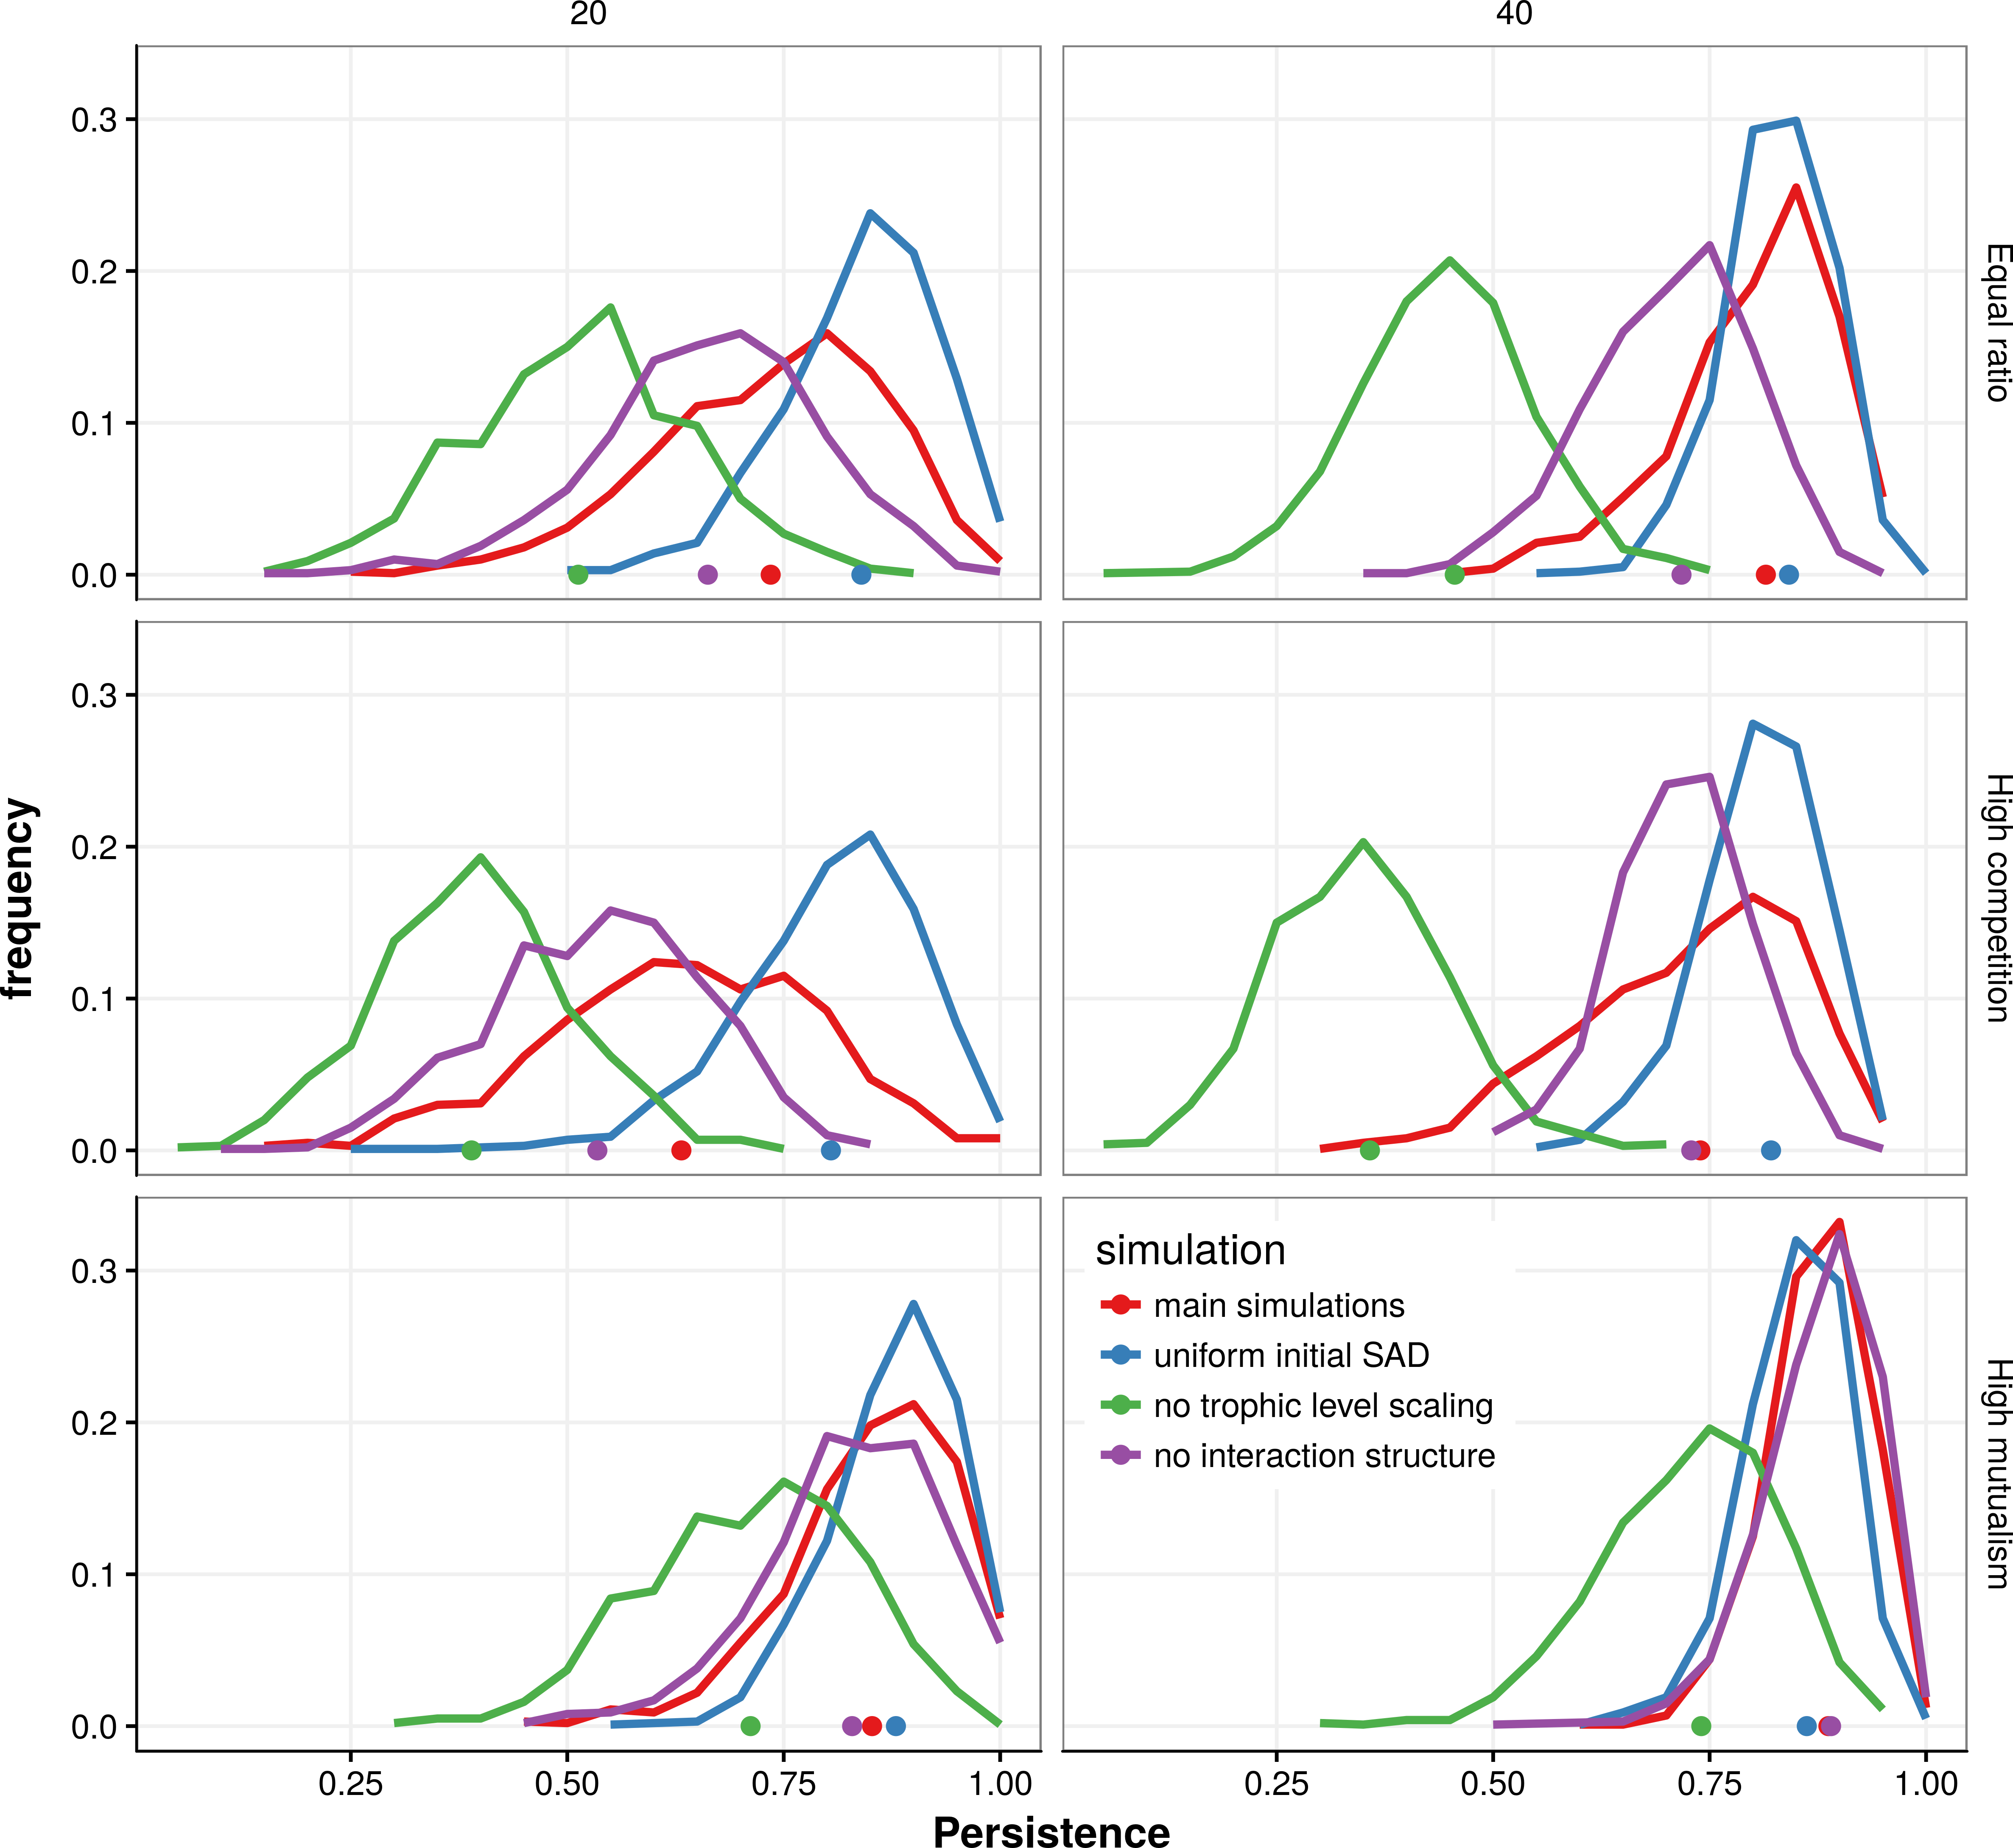 20
40
0.3
0.2
0.1
0.0
Equal ratio
0.3
0.2
0.1
0.0
High competition
frequency
0.3
0.2
0.1
0.0
simulation
main simulations
uniform initial SAD
no trophic level scaling
no interaction structure
High mutualism
0.25
0.50
0.75
1.00
0.25
0.50
0.75
1.00
Persistence